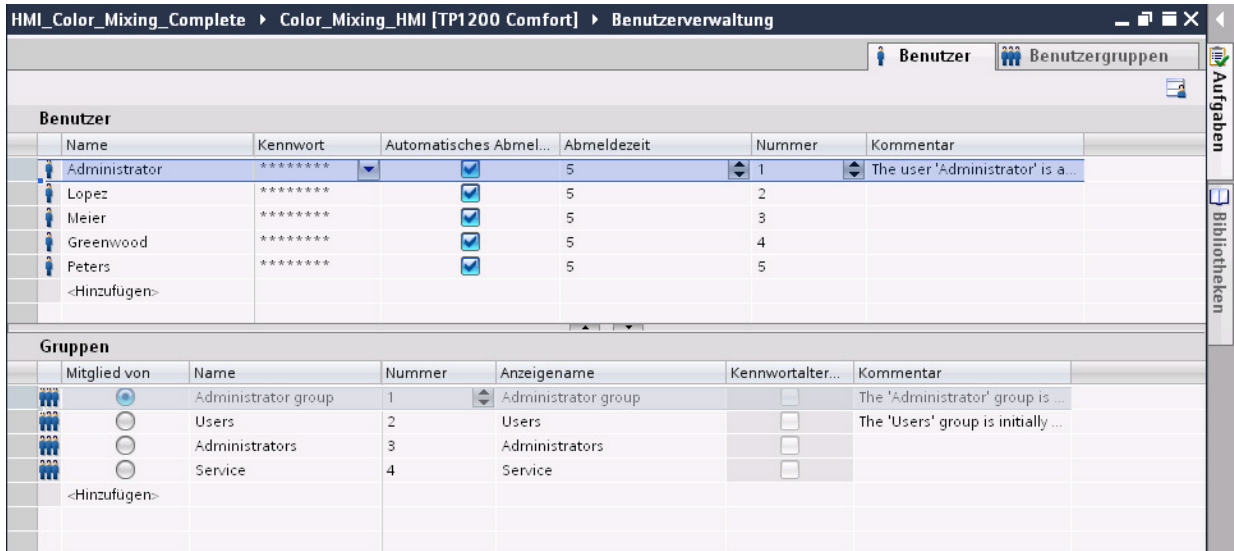 HMI_Color_Mixing_Complete ▸ Color_Mixing_HMI [TP1200 Comfort] ▸ Benutzerverwaltung
Benutzer Benutzergruppen
Benutzer
Name Kennwort Automatisches Abmel... Abmeldezeit Nummer Kommentar
Administrator ******** 5 1 The user 'Administrator' is a...
Lopez ******** 5 2
Meier ******** 5 3
Greenwood ******** 5 4
Peters ******** 5 5
<Hinzufügen>
Gruppen
Mitglied von Name Nummer Anzeigename Kennwortalter... Kommentar
Administrator group 1 Administrator group The 'Administrator' group is ...
Users 2 Users The 'Users' group is initially ...
Administrators 3 Administrators
Service 4 Service
<Hinzufügen>
Aufgaben
Bibliotheken